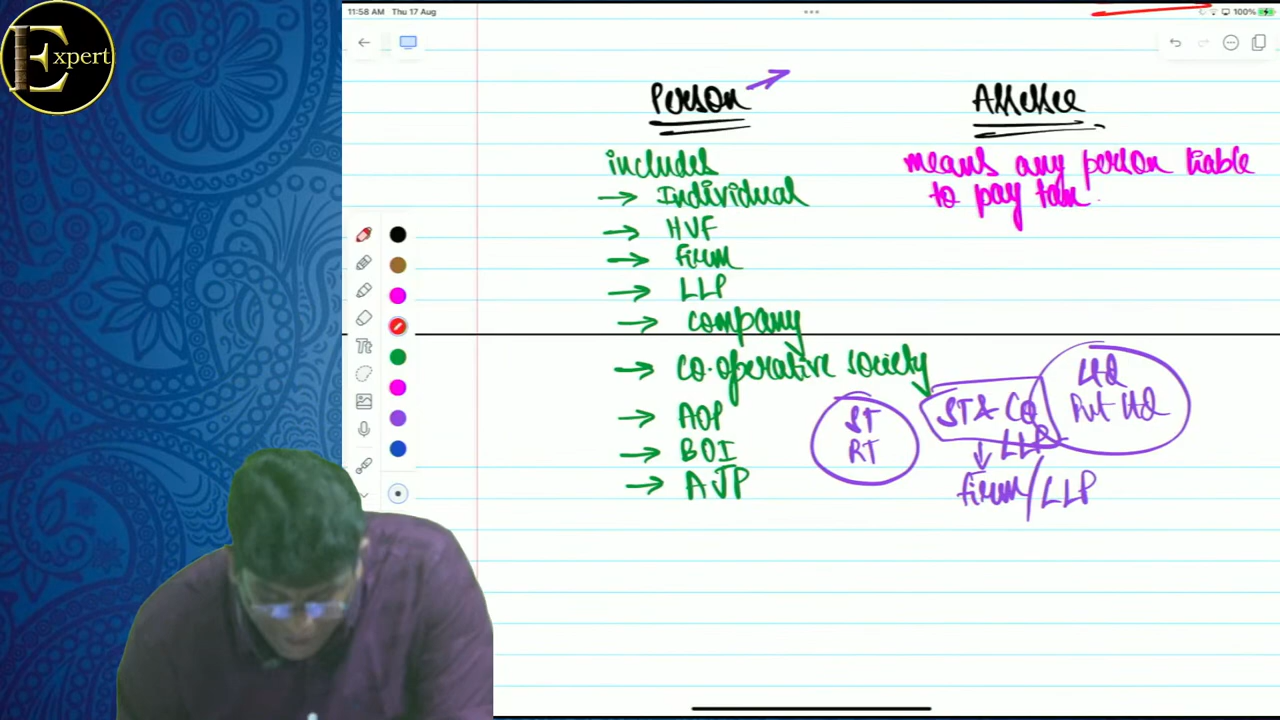 Expert
11:58 AM Thu 17 Aug
100%
Person
includes
→ Individual
→ HUF
→ firm
→ LLP
→ company
→ co.operative society
→ AOP
→ BOI
→ AJP
Assessee
means any person liable
to pay tax
ST
RT
ST & CO
LLP
Ltd
Pvt Ltd
firm/LLP
Tt